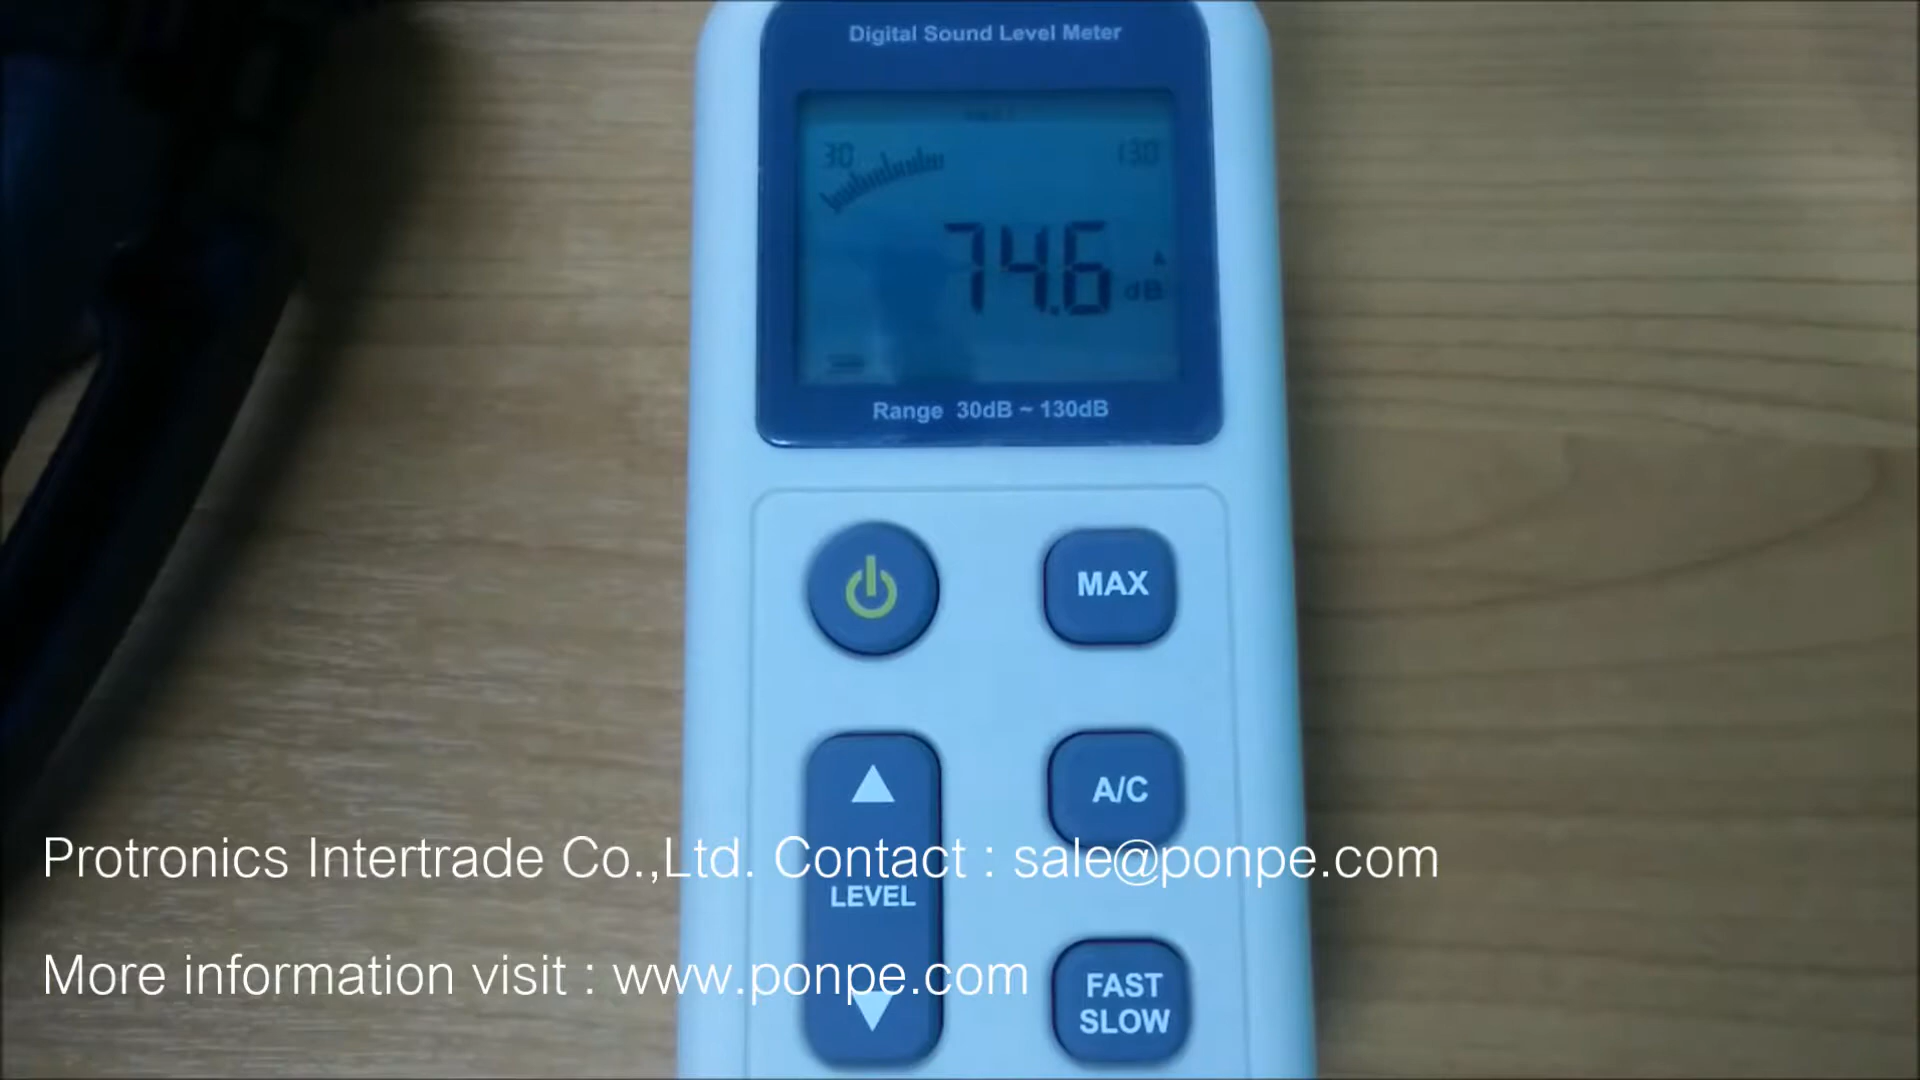 Digital Sound Level Meter
30 130
74.6 dB
Range 30dB ~ 130dB
MAX
A/C
Protronics Intertrade Co.,Ltd. Contact : sale@ponpe.com
LEVEL
More information visit : www.ponpe.com
FAST
SLOW